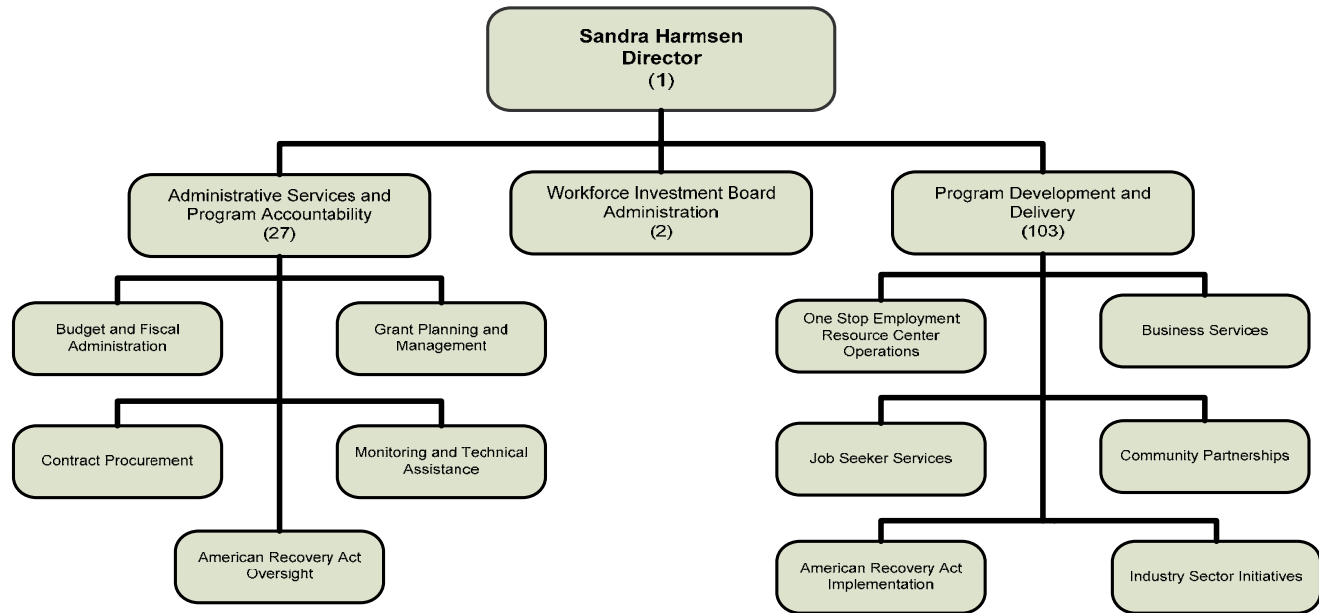 Sandra Harmsen
Director
(1)
Administrative Services and
Program Accountability
(27)
Workforce Investment Board
Administration
(2)
Program Development and
Delivery
(103)
Budget and Fiscal
Administration
Grant Planning and
Management
One Stop Employment
Resource Center
Operations
Business Services
Contract Procurement
Monitoring and Technical
Assistance
Job Seeker Services
Community Partnerships
American Recovery Act
Oversight
American Recovery Act
Implementation
Industry Sector Initiatives